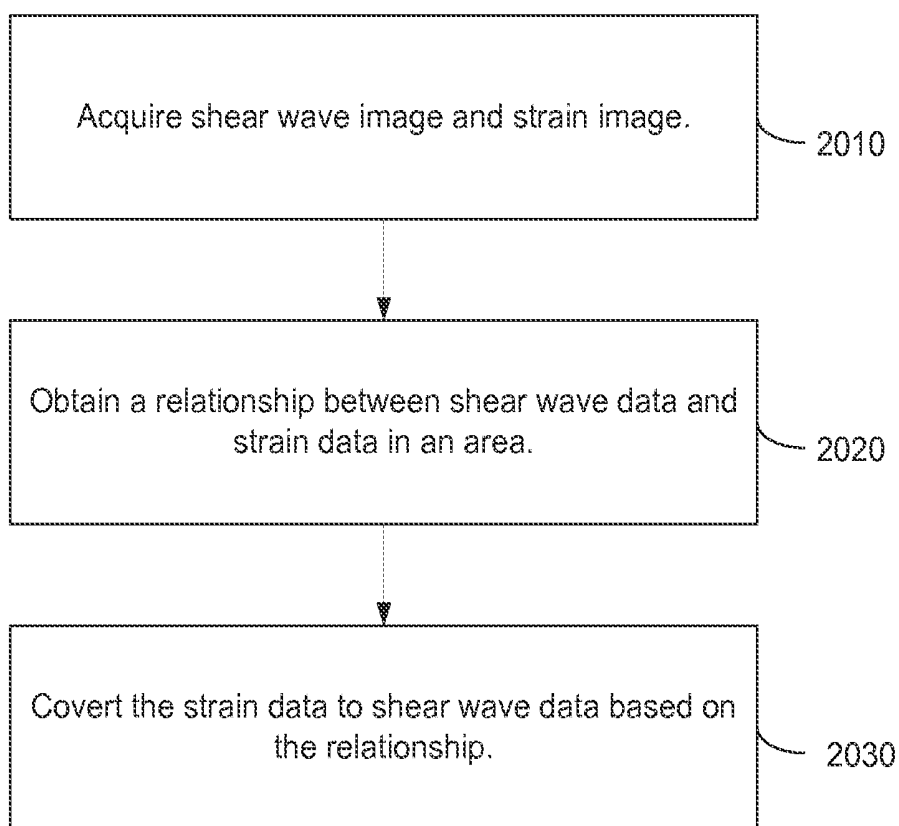 Acquire shear wave image and strain image.
2010
Obtain a relationship between shear wave data and
strain data in an area.
2020
Covert the strain data to shear wave data based on
the relationship.
2030